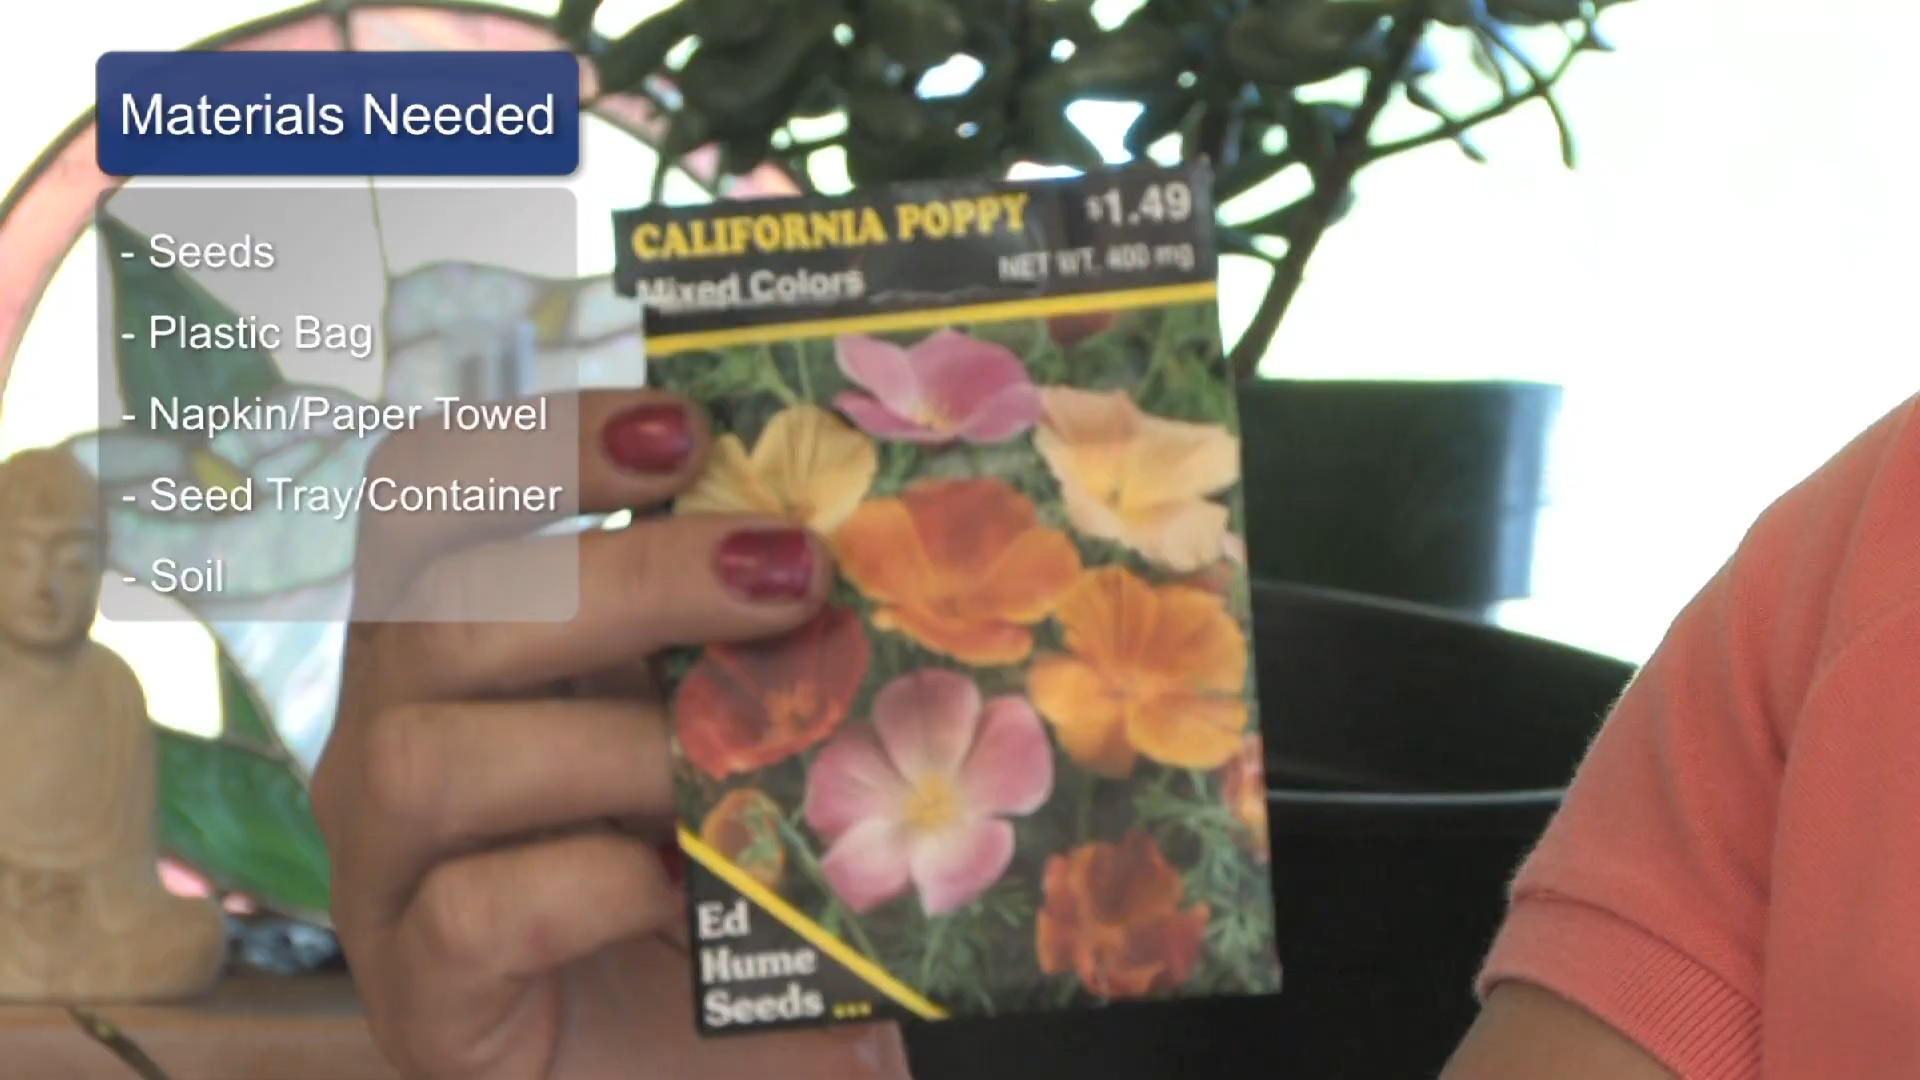 Materials Needed
- Seeds
- Plastic Bag
- Napkin/Paper Towel
- Seed Tray/Container
- Soil
CALIFORNIA POPPY
$1.49
Mixed Colors
NET WT. 400 mg
Ed
Hume
Seeds ...